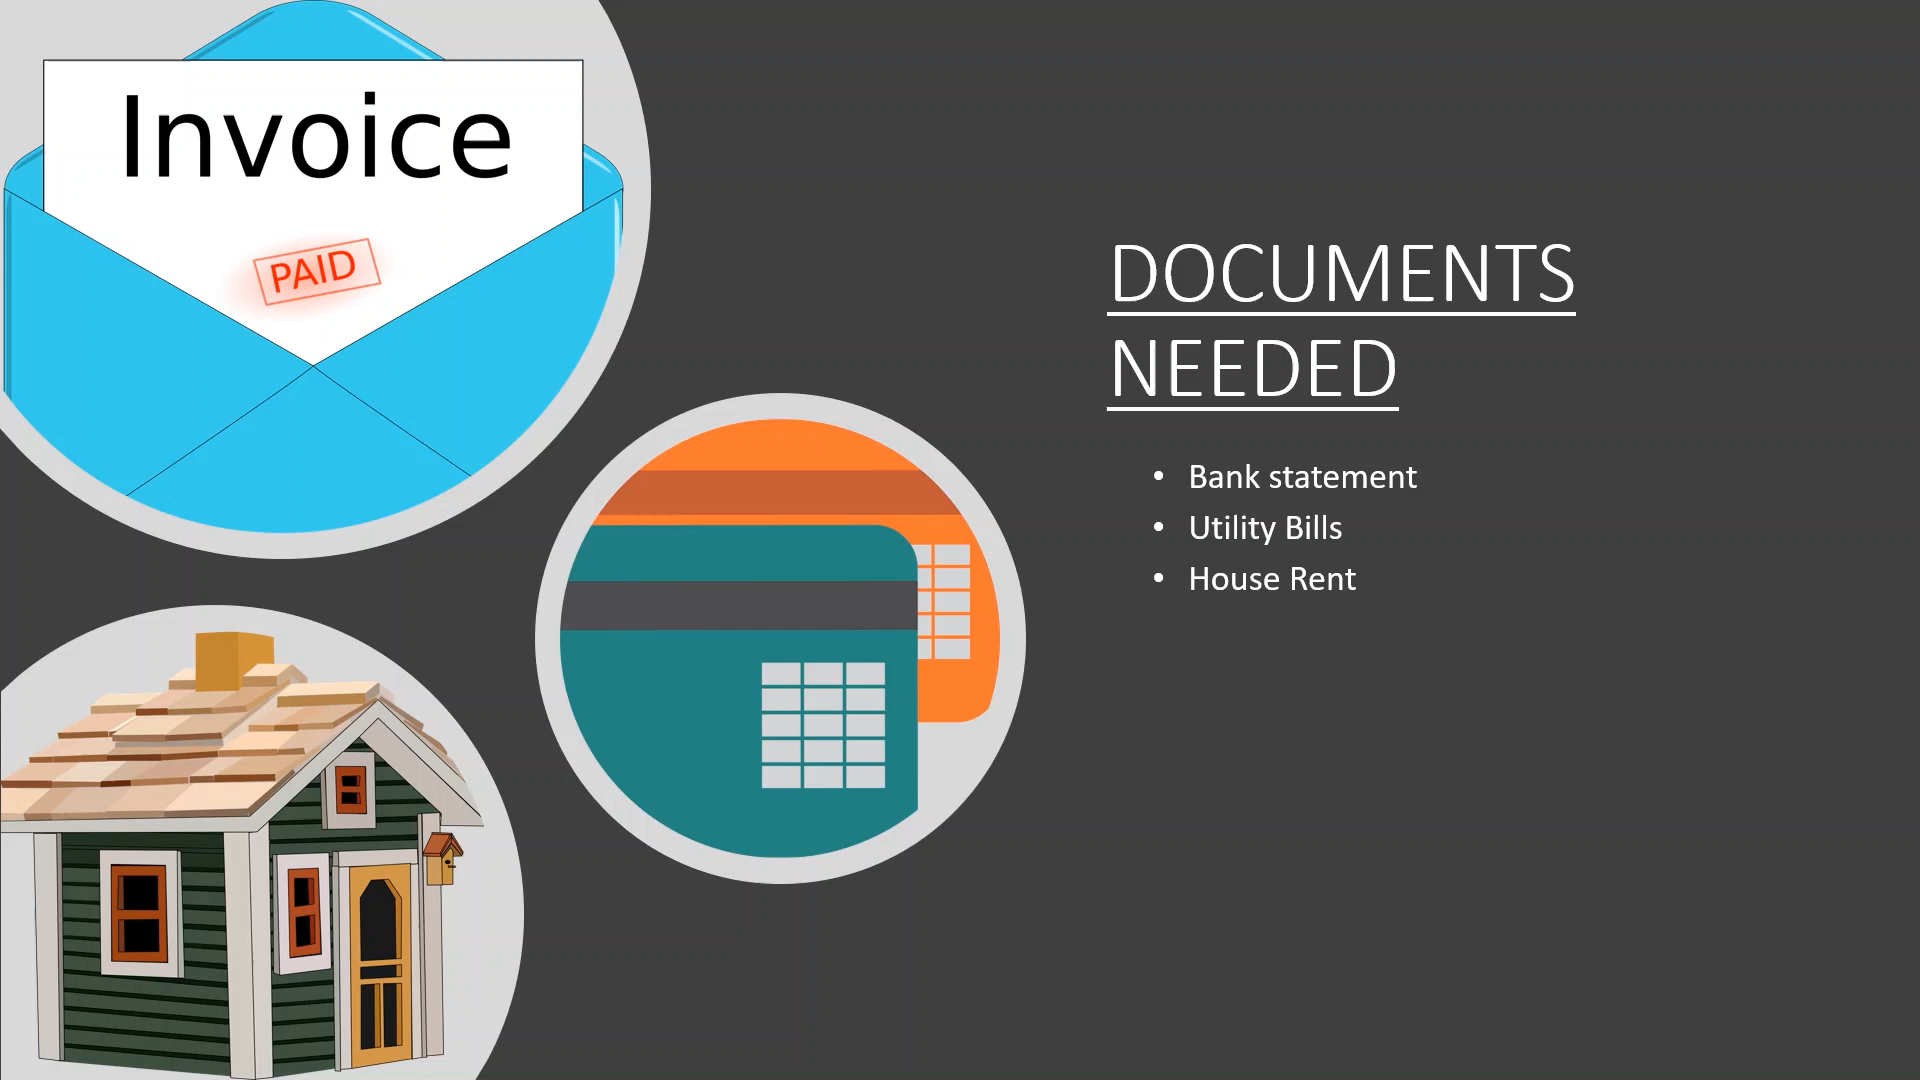 Invoice
PAID
DOCUMENTS
NEEDED
• Bank statement
• Utility Bills
• House Rent